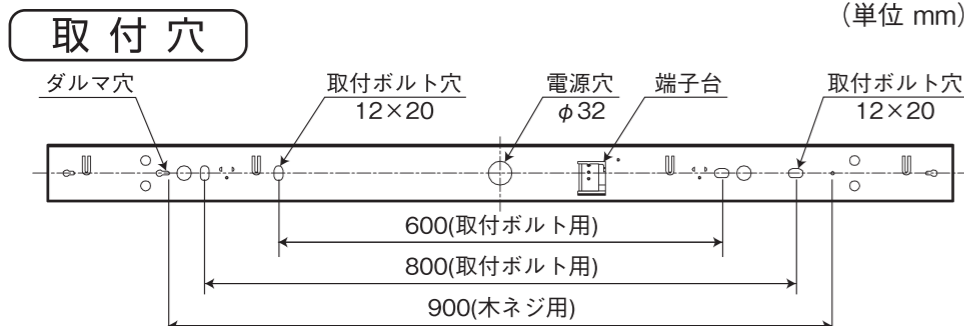 (単位 mm)
取付穴
ダルマ穴
取付ボルト穴
12×20
電源穴
φ32
端子台
取付ボルト穴
12×20
600(取付ボルト用)
800(取付ボルト用)
900(木ネジ用)